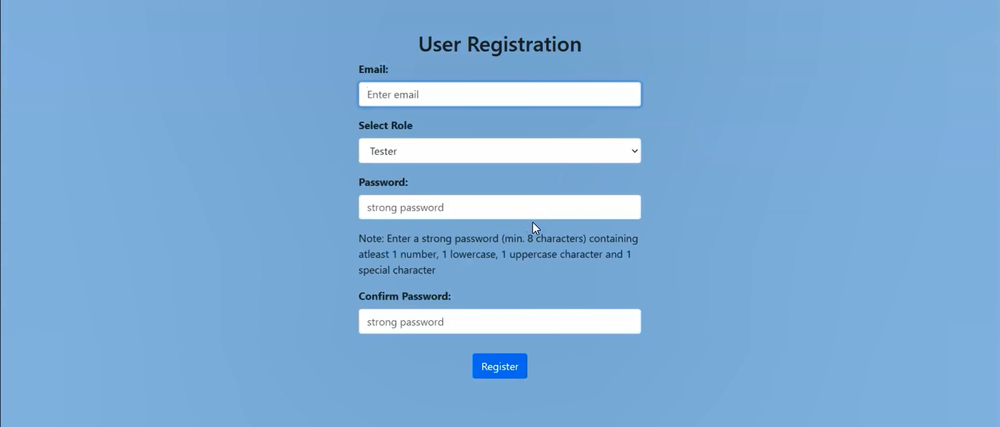 User Registration
Email:
Enter email
Select Role
Tester
Password:
strong password
Note: Enter a strong password (min. 8 characters) containing
atleast 1 number, 1 lowercase, 1 uppercase character and 1
special character
Confirm Password:
strong password
Register